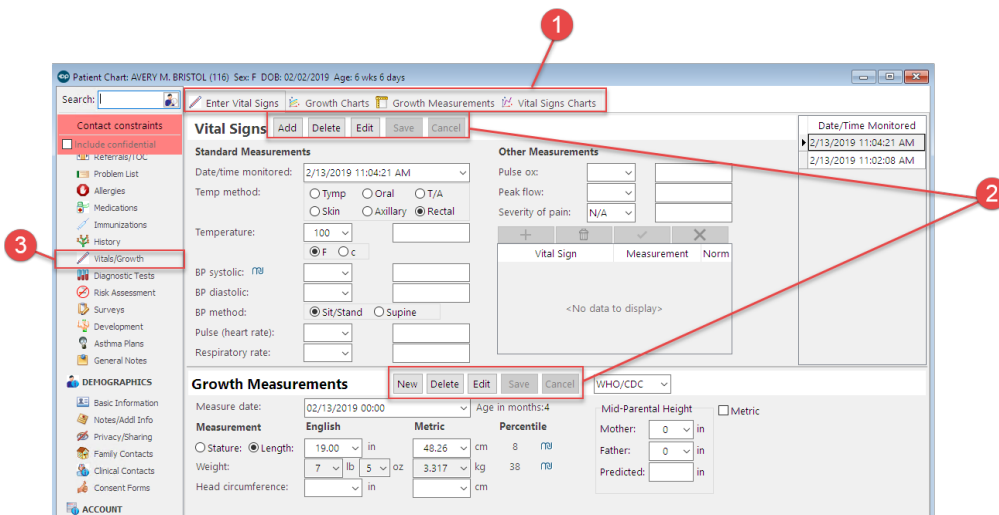 1
Patient Chart: AVERY M. BRISTOL (116) Sex: F DOB: 02/02/2019 Age: 6 wks 6 days
Search:
Enter Vital Signs Growth Charts Growth Measurements Vital Signs Charts
Contact constraints
Include confidential
Referrals/TOC
Problem List
Allergies
Medications
Immunizations
History
3
Vitals/Growth
Diagnostic Tests
Risk Assessment
Surveys
Development
Asthma Plans
General Notes
DEMOGRAPHICS
Basic Information
Notes/Addl Info
Privacy/Sharing
Family Contacts
Clinical Contacts
Consent Forms
ACCOUNT
Vital Signs Add Delete Edit Save Cancel
Standard Measurements
Date/time monitored: 2/13/2019 11:04:21 AM
Temp method: Tymp Oral T/A
Skin Axillary Rectal
Temperature: 100
F C
BP systolic:
BP diastolic:
BP method: Sit/Stand Supine
Pulse (heart rate):
Respiratory rate:
Other Measurements
Pulse ox:
Peak flow:
Severity of pain: N/A
Vital Sign Measurement Norm
<No data to display>
Date/Time Monitored
2/13/2019 11:04:21 AM
2/13/2019 11:02:08 AM
2
Growth Measurements New Delete Edit Save Cancel WHO/CDC
Measure date: 02/13/2019 00:00 Age in months:4
Measurement English Metric Percentile
Stature: Length: 19.00 in 48.26 cm 8
Weight: 7 lb 5 oz 3.317 kg 38
Head circumference: in cm
Mid-Parental Height Metric
Mother: 0 in
Father: 0 in
Predicted: in